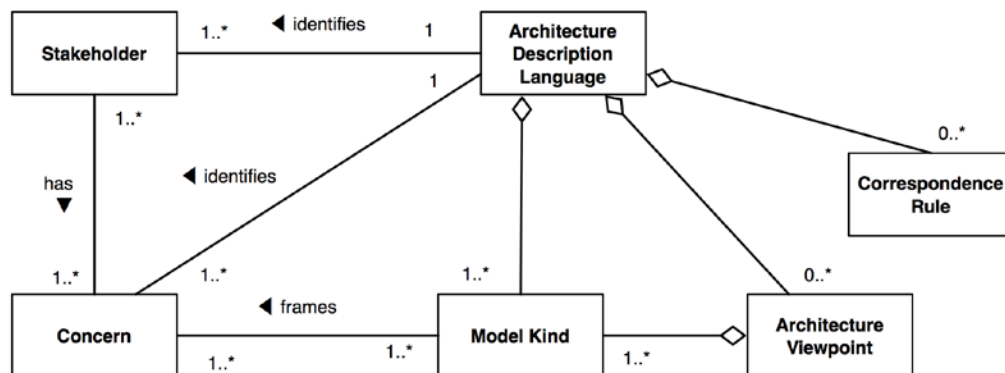 1..*
◄ identifies
1
Architecture
Description
Language
Stakeholder
1
1..*
0..*
has
▼
◄ identifies
Correspondence
Rule
1..*
1..*
1..*
0..*
◄ frames
Concern
Model Kind
Architecture
Viewpoint
1..*
1..*
1..*